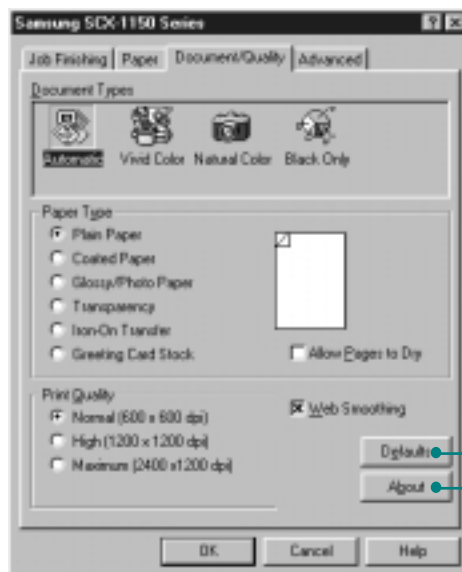 Samsung SCX-1150 Series
Job Finishing Paper Document/Quality Advanced
Document Types
Automatic Vivid Color Natural Color Black Only
Paper Type
Plain Paper
Coated Paper
Glossy/Photo Paper
Transparency
Iron-On Transfer
Greeting Card Stock
Allow Pages to Dry
Print Quality
Normal (600 x 600 dpi)
High (1200 x 1200 dpi)
Maximum (2400 x1200 dpi)
Web Smoothing
Defaults
About
OK Cancel Help